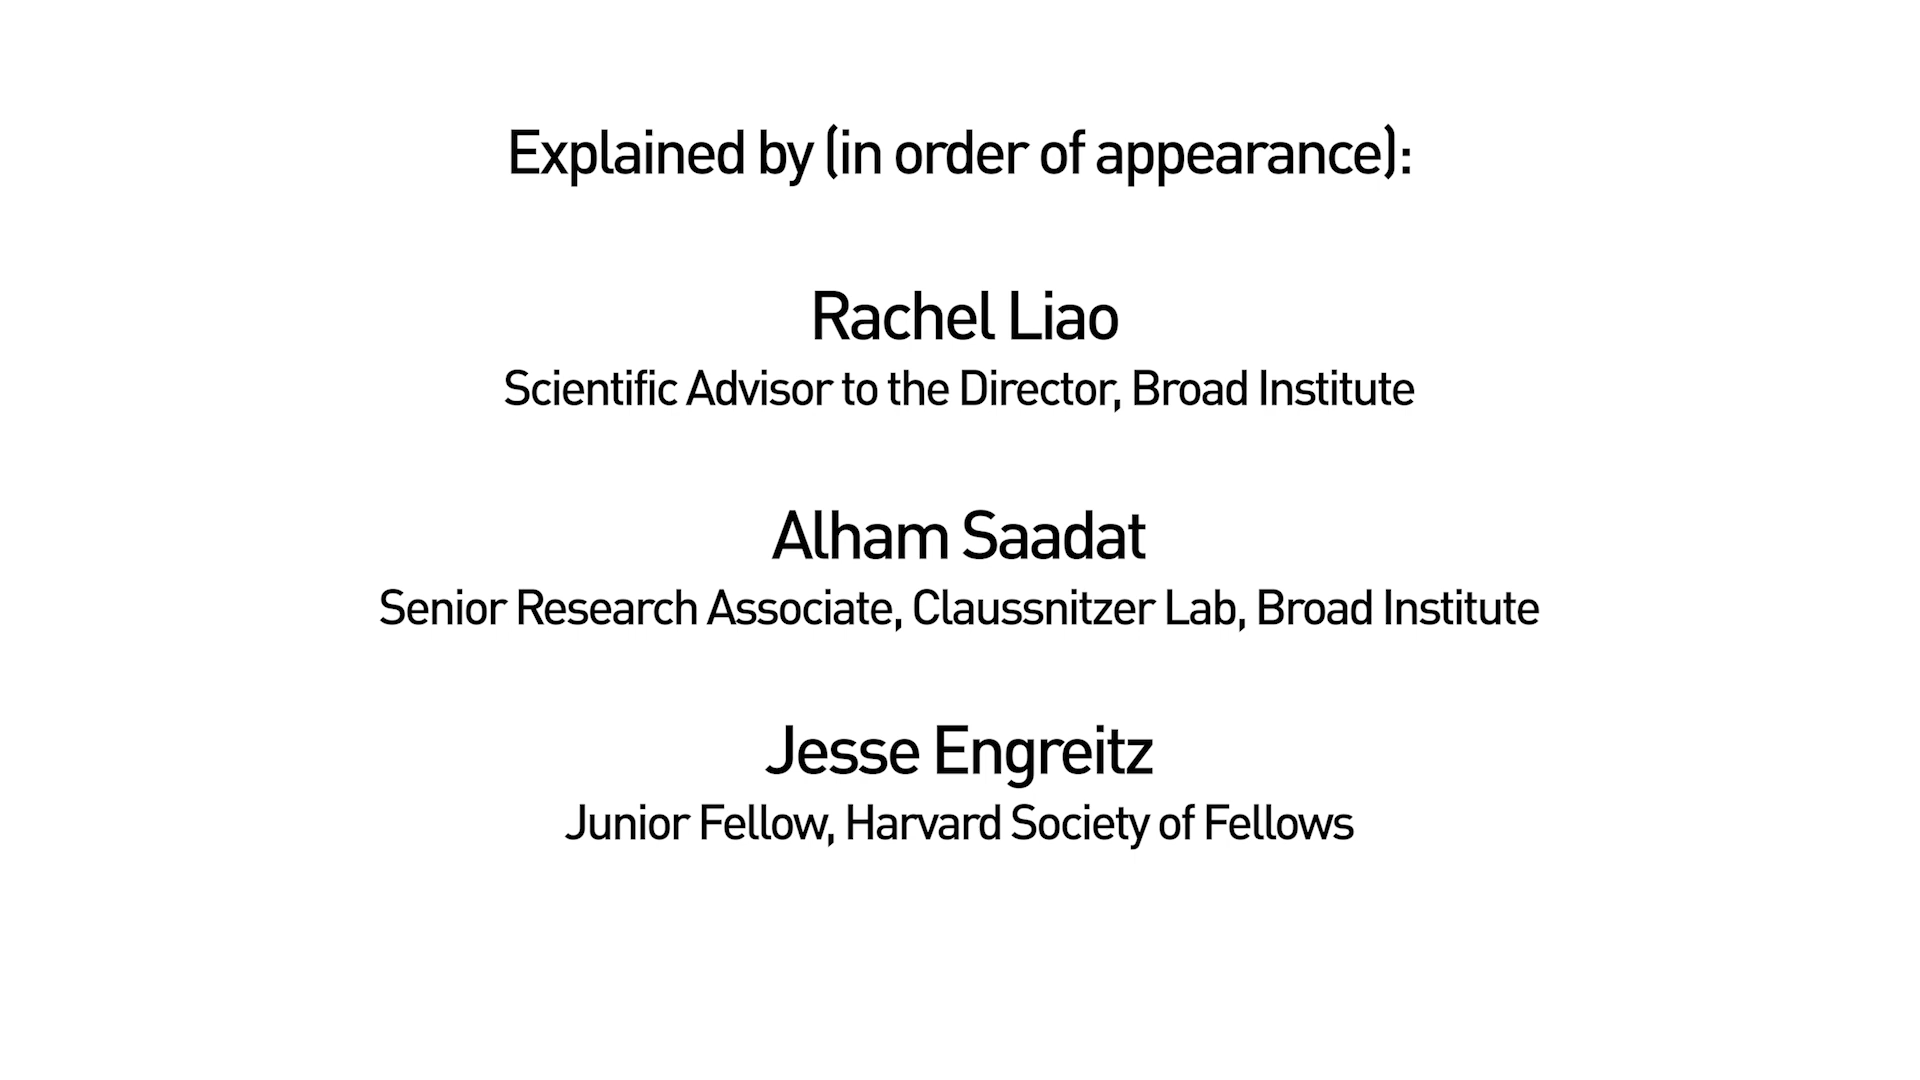 Explained by (in order of appearance):
Rachel Liao
Scientific Advisor to the Director, Broad Institute
Alham Saadat
Senior Research Associate, Claussnitzer Lab, Broad Institute
Jesse Engreitz
Junior Fellow, Harvard Society of Fellows